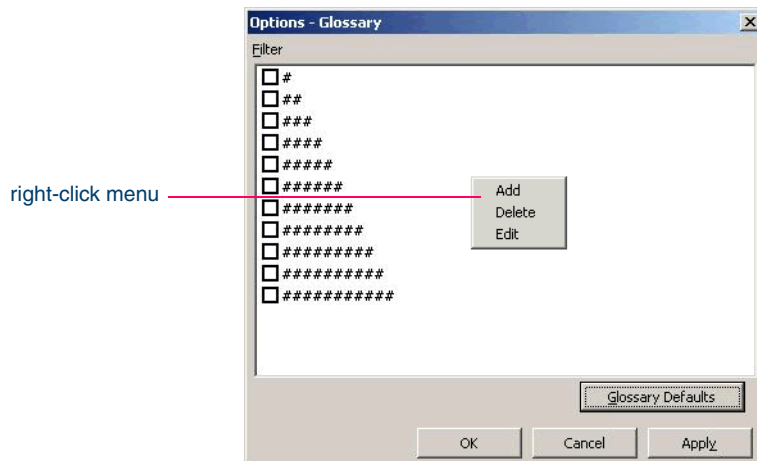 Options - Glossary
Filter
#
##
###
####
#####
######
#######
########
#########
##########
###########
right-click menu
Add
Delete
Edit
Glossary Defaults
OK
Cancel
Apply